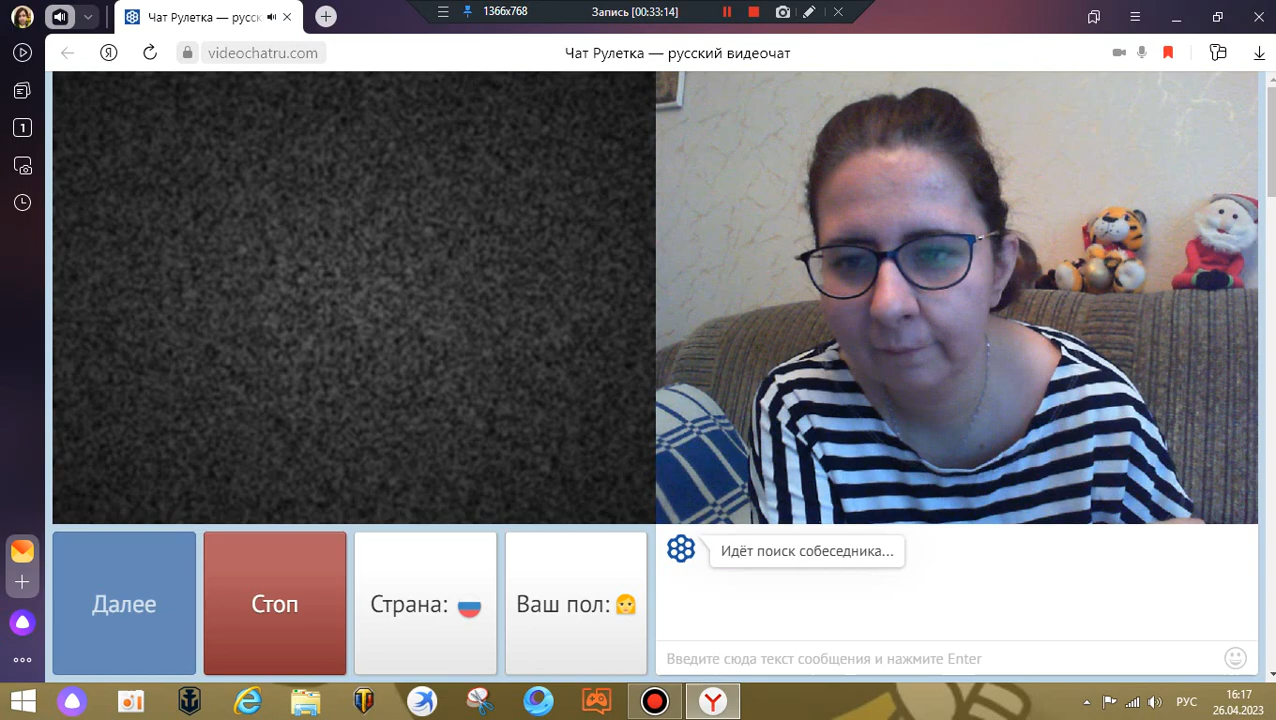 Чат Рулетка — русск
1366x768
Запись [00:33:14]
Я
videochatru.com
Чат Рулетка — русский видеочат
1
Идёт поиск собеседника...
Далее
Стоп
Страна:
Ваш пол:
Введите сюда текст сообщения и нажмите Enter
РУС
16:17
26.04.2023